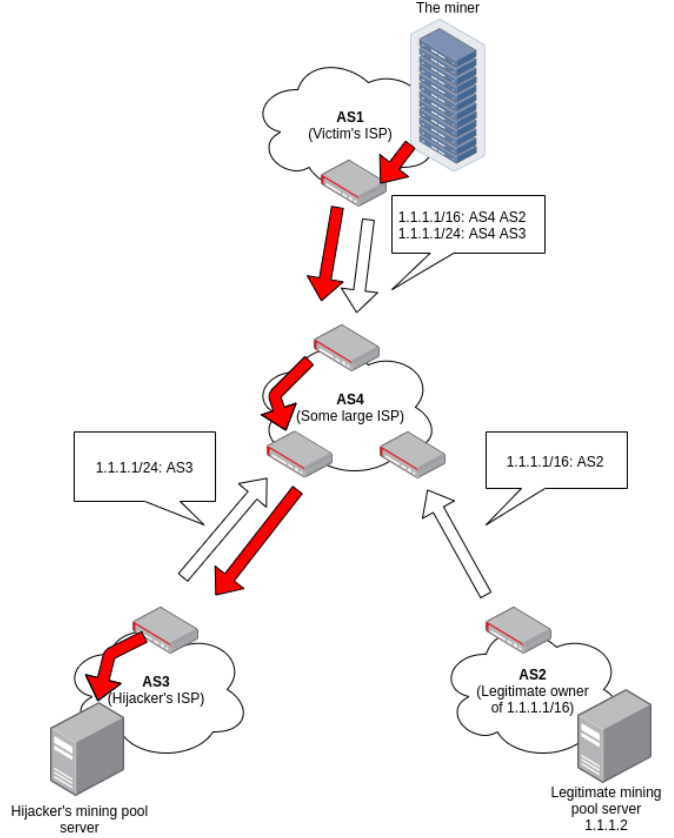 The miner
AS1
(Victim's ISP)
1.1.1.1/16: AS4 AS2
1.1.1.1/24: AS4 AS3
AS4
(Some large ISP)
1.1.1.1/24: AS3
1.1.1.1/16: AS2
AS3
(Hijacker's ISP)
AS2
(Legitimate owner
of 1.1.1.1/16)
Hijacker's mining pool
server
Legitimate mining
pool server
1.1.1.2